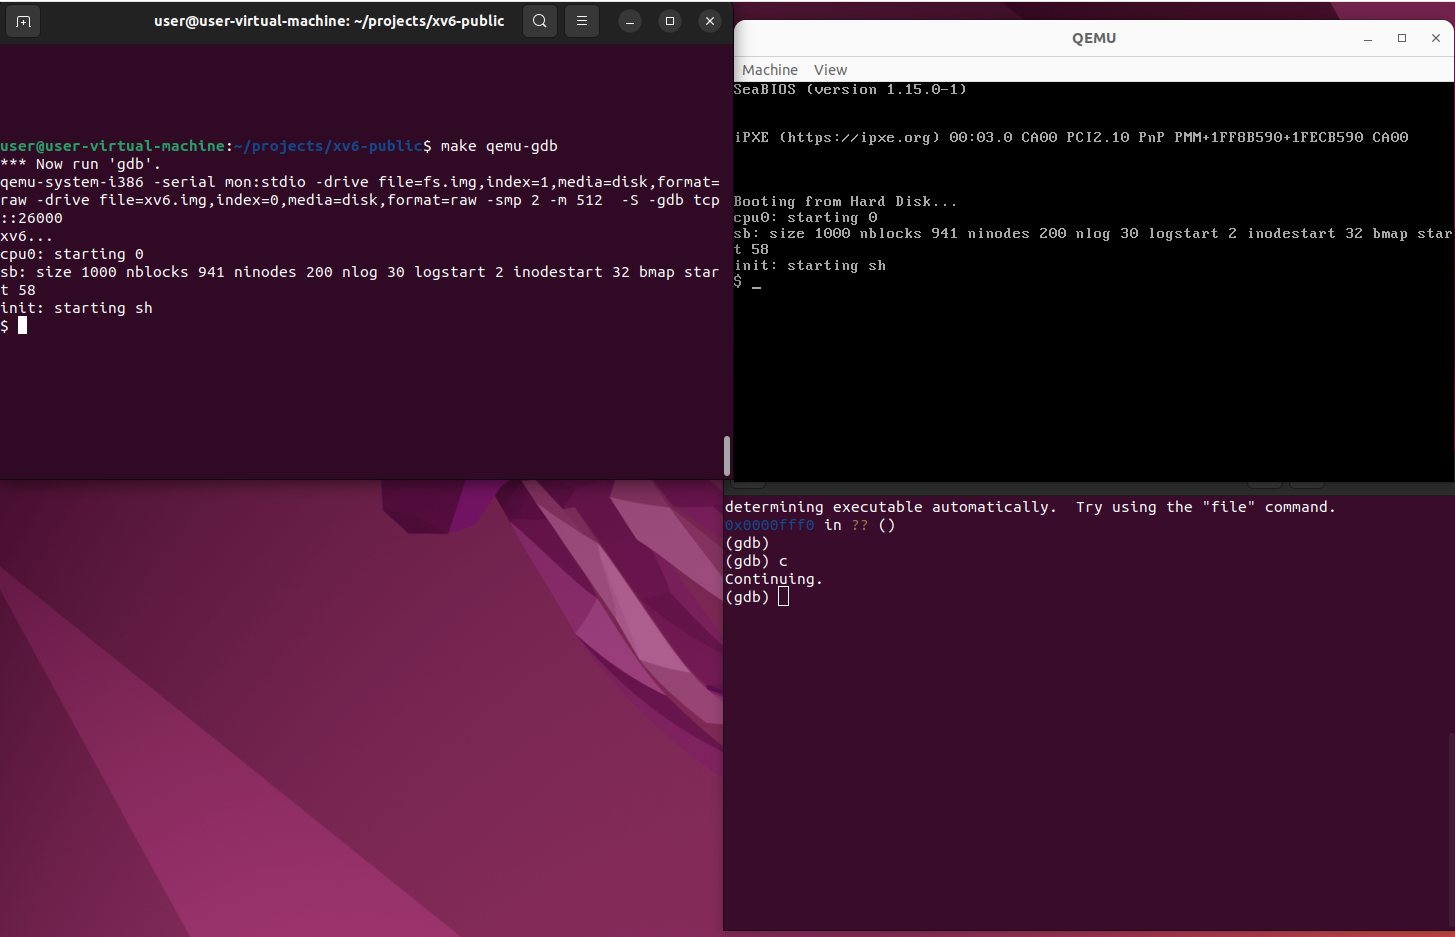 user@user-virtual-machine: ~/projects/xv6-public
user@user-virtual-machine:~/projects/xv6-public$ make qemu-gdb
*** Now run 'gdb'.
qemu-system-i386 -serial mon:stdio -drive file=fs.img,index=1,media=disk,format=
raw -drive file=xv6.img,index=0,media=disk,format=raw -smp 2 -m 512  -S -gdb tcp
::26000
xv6...
cpu0: starting 0
sb: size 1000 nblocks 941 ninodes 200 nlog 30 logstart 2 inodestart 32 bmap star
t 58
init: starting sh
$
QEMU
Machine View
SeaBIOS (version 1.15.0-1)
iPXE (https://ipxe.org) 00:03.0 CA00 PCI2.10 PnP PMM+1FF8B590+1FECB590 CA00
Booting from Hard Disk...
cpu0: starting 0
sb: size 1000 nblocks 941 ninodes 200 nlog 30 logstart 2 inodestart 32 bmap star
t 58
init: starting sh
$ _
determining executable automatically.  Try using the "file" command.
0x0000fff0 in ?? ()
(gdb)
(gdb) c
Continuing.
(gdb)